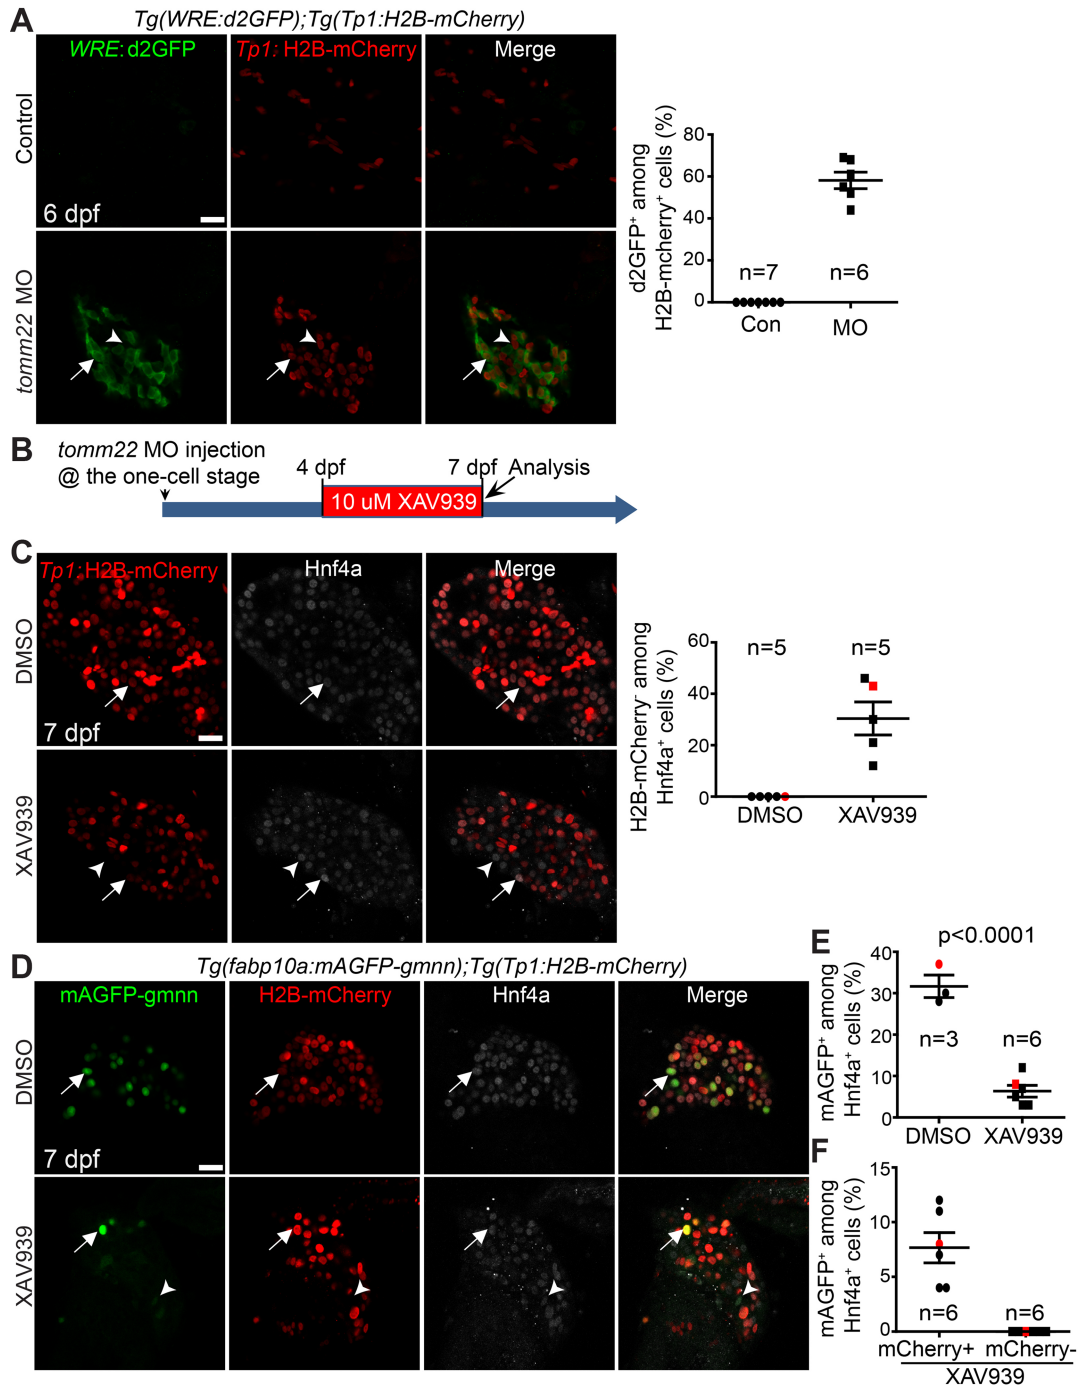 A
Tg(WRE:d2GFP);Tg(Tp1:H2B-mCherry)
WRE: d2GFP
Tp1: H2B-mCherry
Merge
Control
6 dpf
tomm22 MO
d2GFP+ among
H2B-mcherry+ cells (%)
80
60
40
20
0
n=7
n=6
Con
MO
B
tomm22 MO injection
@ the one-cell stage
4 dpf
7 dpf
Analysis
10 uM XAV939
C
Tp1: H2B-mCherry
Hnf4a
Merge
DMSO
7 dpf
XAV939
H2B-mCherry- among
Hnf4a+ cells (%)
60
40
20
0
n=5
n=5
DMSO
XAV939
D
Tg(fabp10a:mAGFP-gmnn);Tg(Tp1:H2B-mCherry)
mAGFP-gmnn
H2B-mCherry
Hnf4a
Merge
DMSO
7 dpf
XAV939
E
p<0.0001
mAGFP+ among
Hnf4a+ cells (%)
40
30
20
10
0
n=3
n=6
DMSO
XAV939
F
mAGFP+ among
Hnf4a+ cells (%)
15
10
5
0
n=6
n=6
mCherry+
mCherry-
XAV939